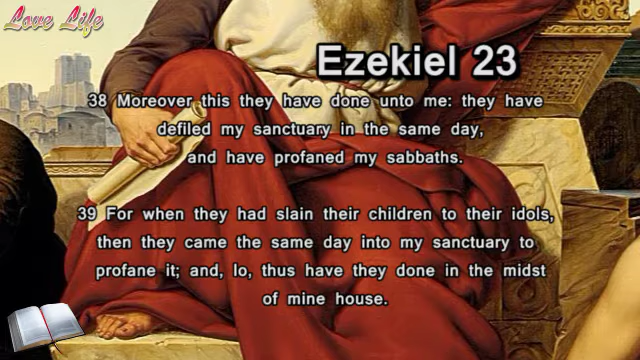 Love Life
Ezekiel 23
38 Moreover this they have done unto me: they have
defiled my sanctuary in the same day,
and have profaned my sabbaths.
39 For when they had slain their children to their idols,
then they came the same day into my sanctuary to
profane it; and, lo, thus have they done in the midst
of mine house.